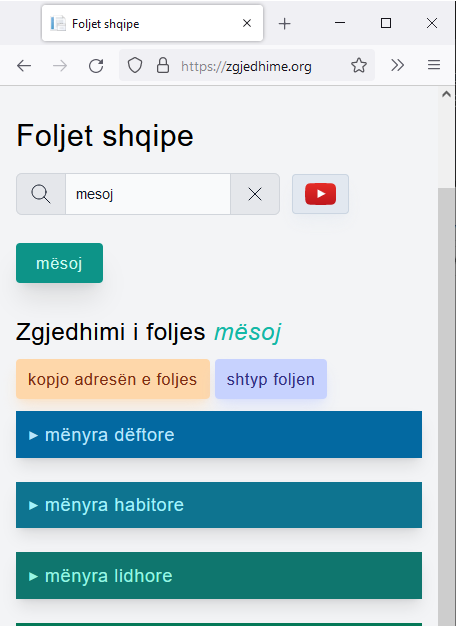 Foljet shqipe
https://zgjedhime.org
Foljet shqipe
mesoj
mësoj
Zgjedhimi i foljes mësoj
kopjo adresën e foljes
shtyp foljen
▸ mënyra dëftore
▸ mënyra habitore
▸ mënyra lidhore